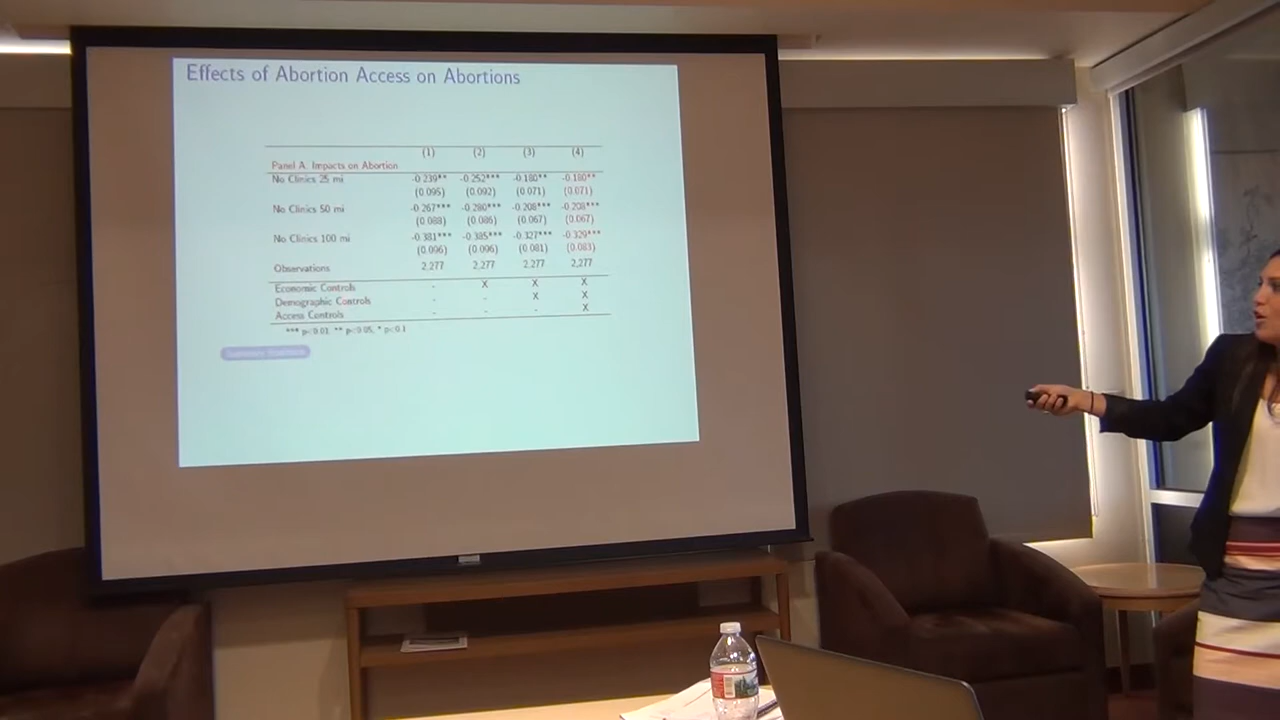 Effects of Abortion Access on Abortions
(1) (2) (3) (4)
Panel A. Impacts on Abortion
No Clinics 25 mi -0.239** -0.252*** -0.180** -0.180**
(0.095) (0.092) (0.071) (0.071)
No Clinics 50 mi -0.267*** -0.280*** -0.208*** -0.208***
(0.088) (0.086) (0.067) (0.067)
No Clinics 100 mi -0.381*** -0.385*** -0.327*** -0.329***
(0.096) (0.096) (0.081) (0.083)
Observations 2,277 2,277 2,277 2,277
Economic Controls - X X X
Demographic Controls - - X X
Access Controls - - - X
*** p<0.01, ** p<0.05, * p<0.1